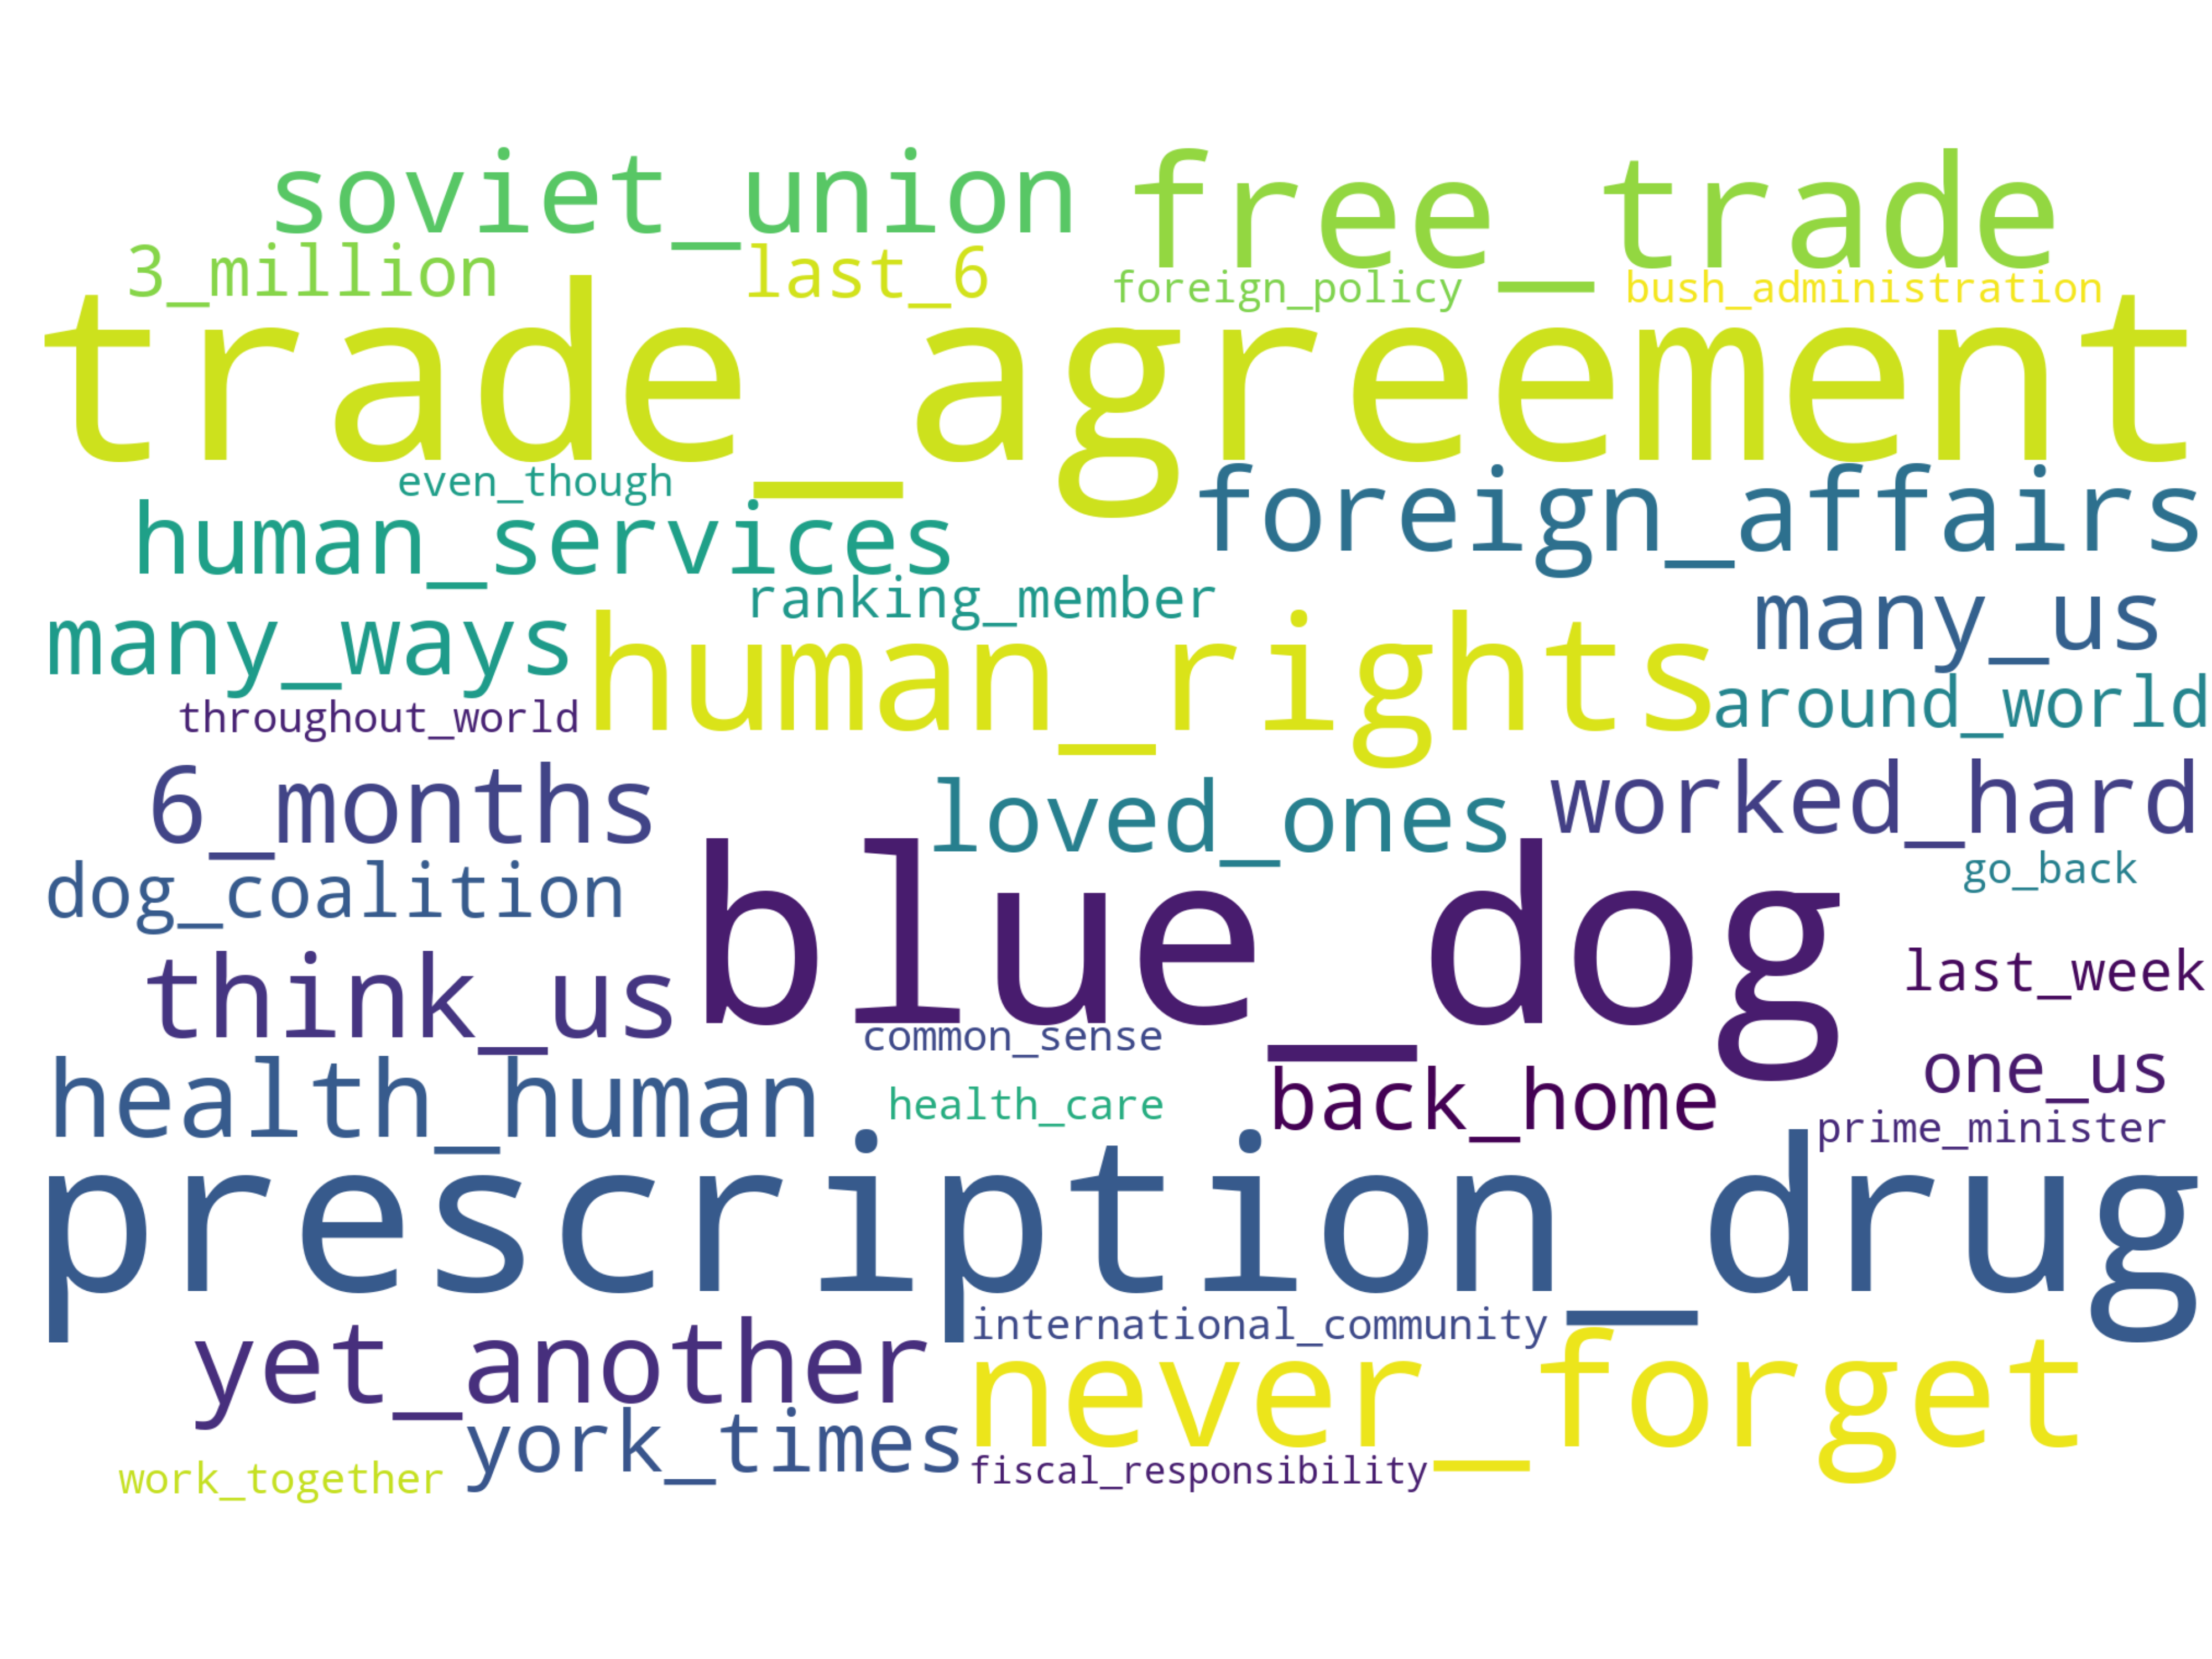 soviet_union free_trade
3_million last_6 foreign_policy bush_administration
trade_agreement
even_though foreign_affairs
human_services
ranking_member many_us
many_ways human_rights
throughout_world around_world
6_months loved_ones worked_hard
dog_coalition blue_dog go_back
think_us last_week
common_sense
health_human health_care back_home one_us
prime_minister
prescription_drug
international_community
yet_another never_forget
york_times
work_together fiscal_responsibility